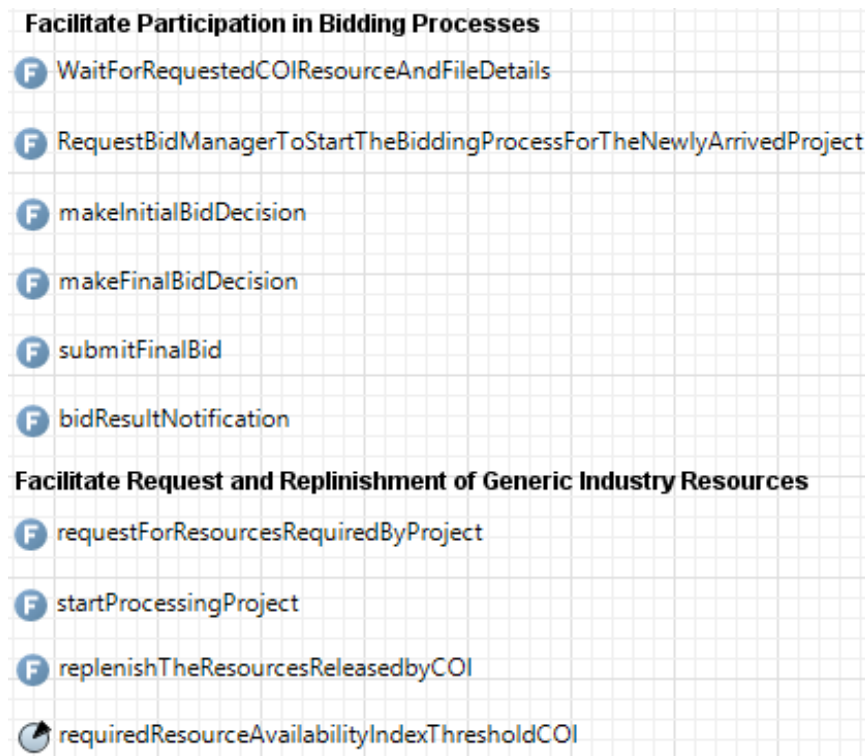 Facilitate Participation in Bidding Processes
F WaitForRequestedCOIResourceAndFileDetails
F RequestBidManagerToStartTheBiddingProcessForTheNewlyArrivedProject
F makeInitialBidDecision
F makeFinalBidDecision
F submitFinalBid
F bidResultNotification
Facilitate Request and Replinishment of Generic Industry Resources
F requestForResourcesRequiredByProject
F startProcessingProject
F replenishTheResourcesReleasedbyCOI
requiredResourceAvailabilityIndexThresholdCOI